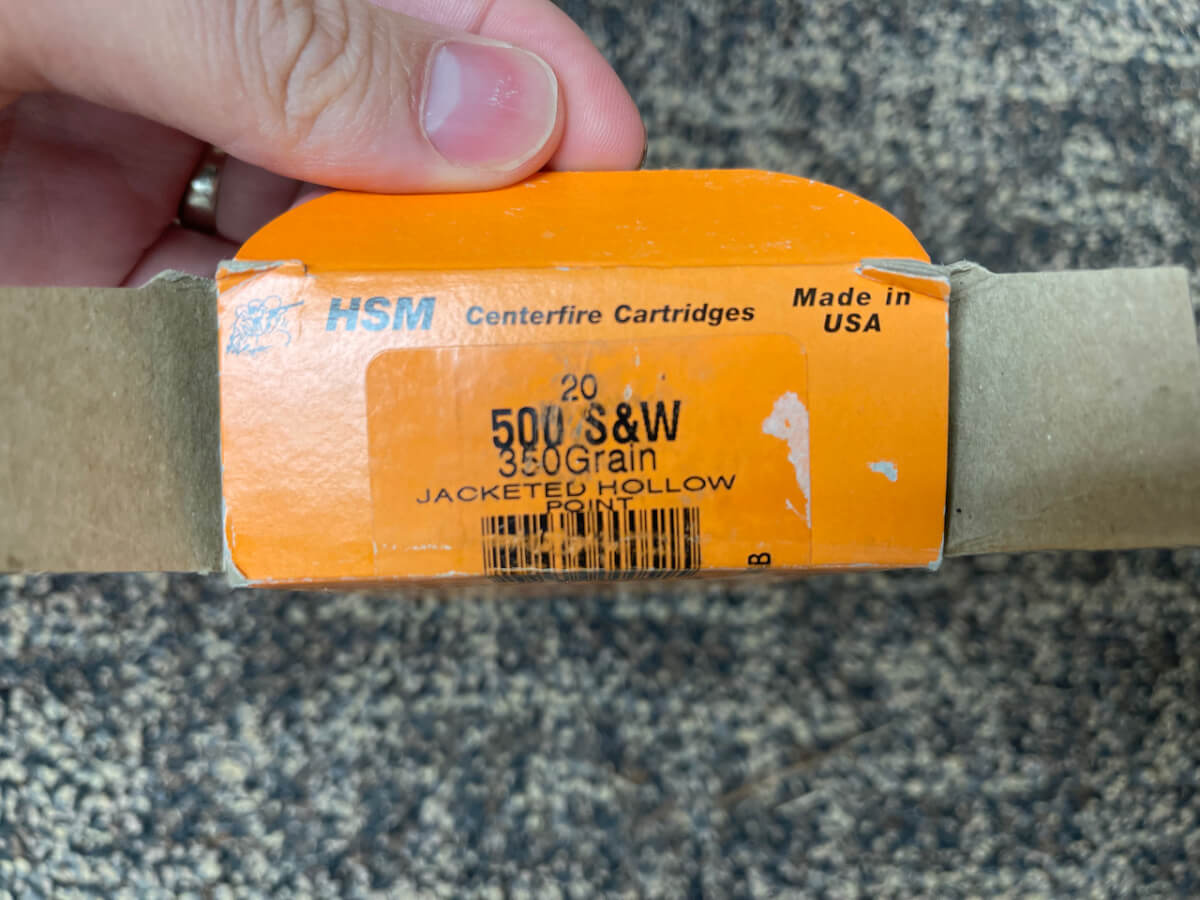 HSM Centerfire Cartridges Made in
USA
20
500 S&W
350Grain
JACKETED HOLLOW
POINT
B